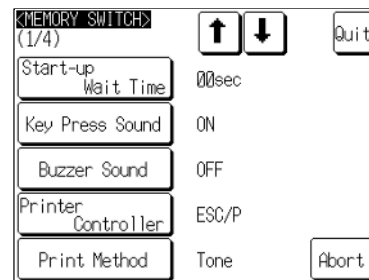 <MEMORY SWITCH>
(1/4)
Quit
Start-up
Wait Time
00sec
Key Press Sound
ON
Buzzer Sound
OFF
Printer
Controller
ESC/P
Print Method
Tone
Abort